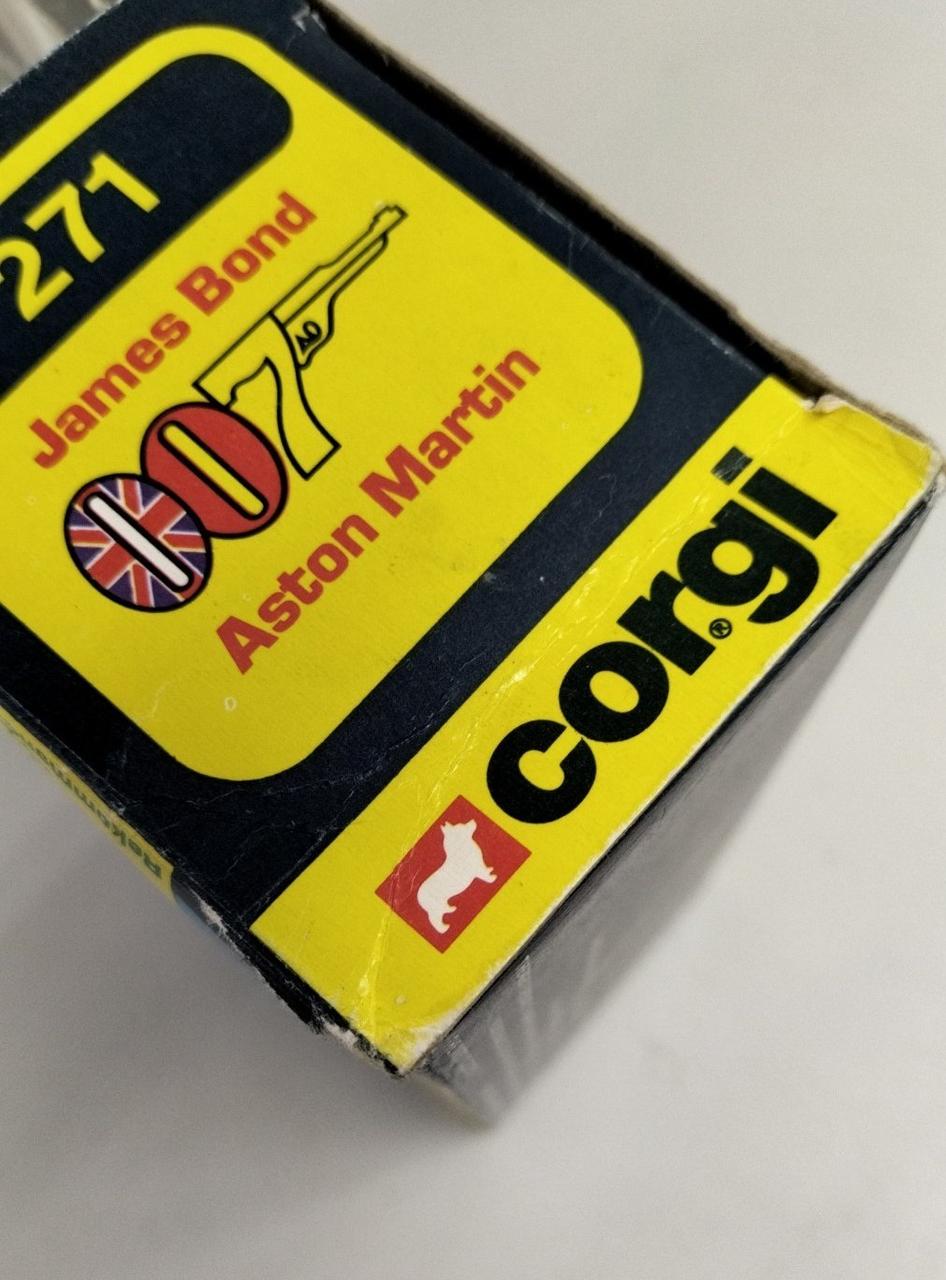 271
James Bond
007
Aston Martin
corgi®